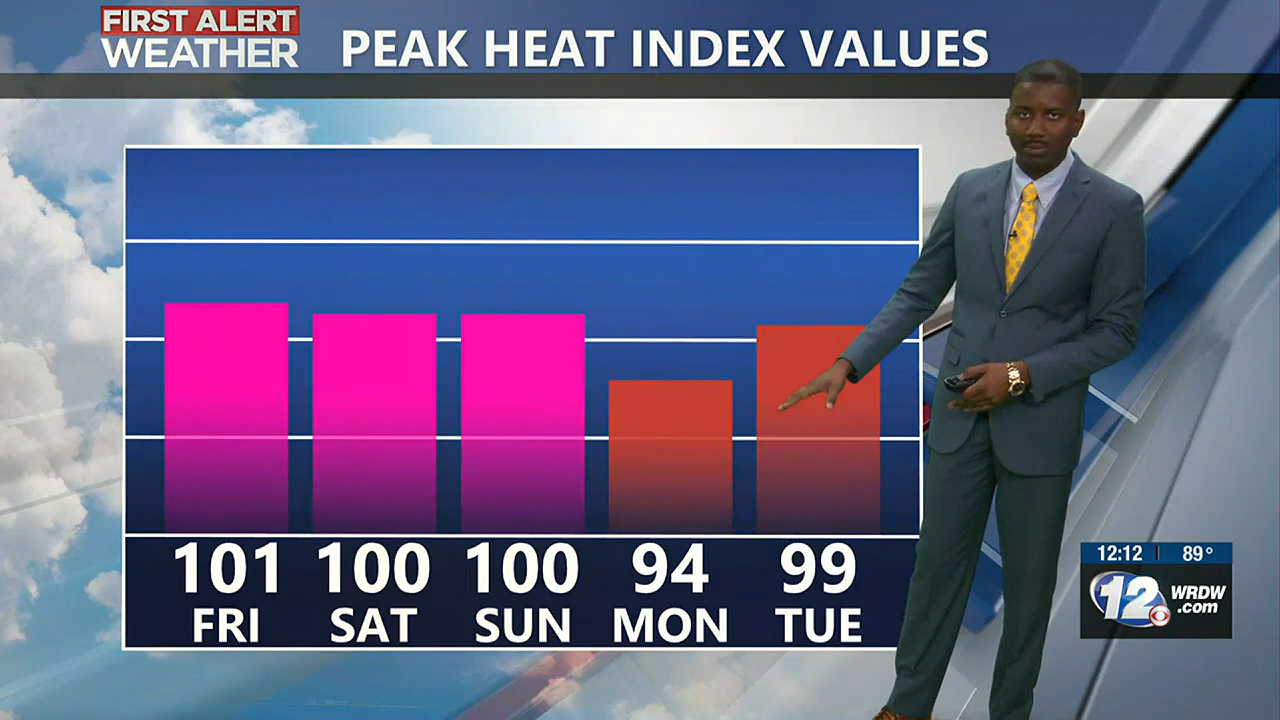 FIRST ALERT
WEATHER
PEAK HEAT INDEX VALUES
101 100 100 94 99
FRI SAT SUN MON TUE
12:12 | 89°
12 WRDW
.com